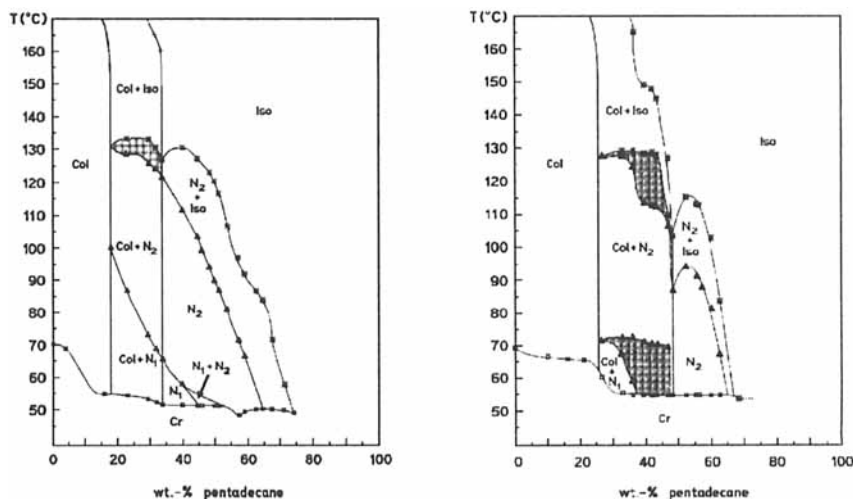 T(°C)
160
150
140
130
120
110
100
90
80
70
60
50
Col
Col + Iso
Iso
N₂
+
Iso
Col + N₂
N₂
Col + N₁
N₁ + N₂
N₁
Cr
0 20 40 60 80 100
wt.-% pentadecane
T(°C)
160
150
140
130
120
110
100
90
80
70
60
50
Col
Col + Iso
Iso
N₂
+
Iso
Col + N₂
Col
+
N₁
N₂
Cr
0 20 40 60 80 100
wt.-% pentadecane